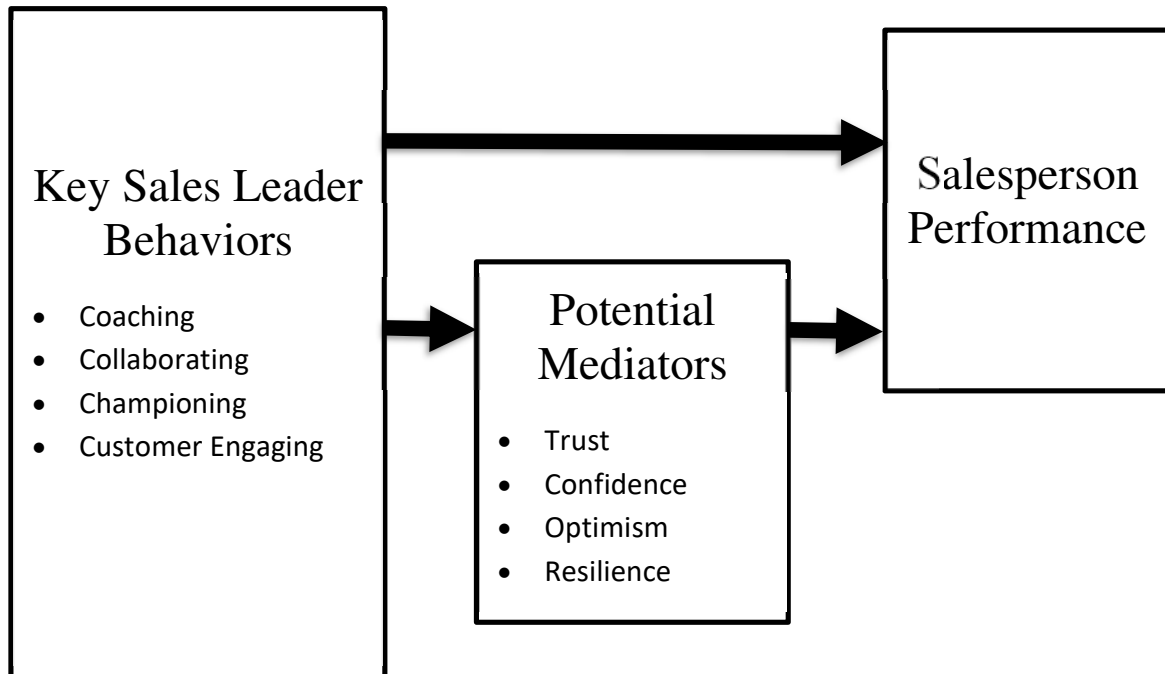 Key Sales Leader
Behaviors
• Coaching
• Collaborating
• Championing
• Customer Engaging
Potential
Mediators
• Trust
• Confidence
• Optimism
• Resilience
Salesperson
Performance